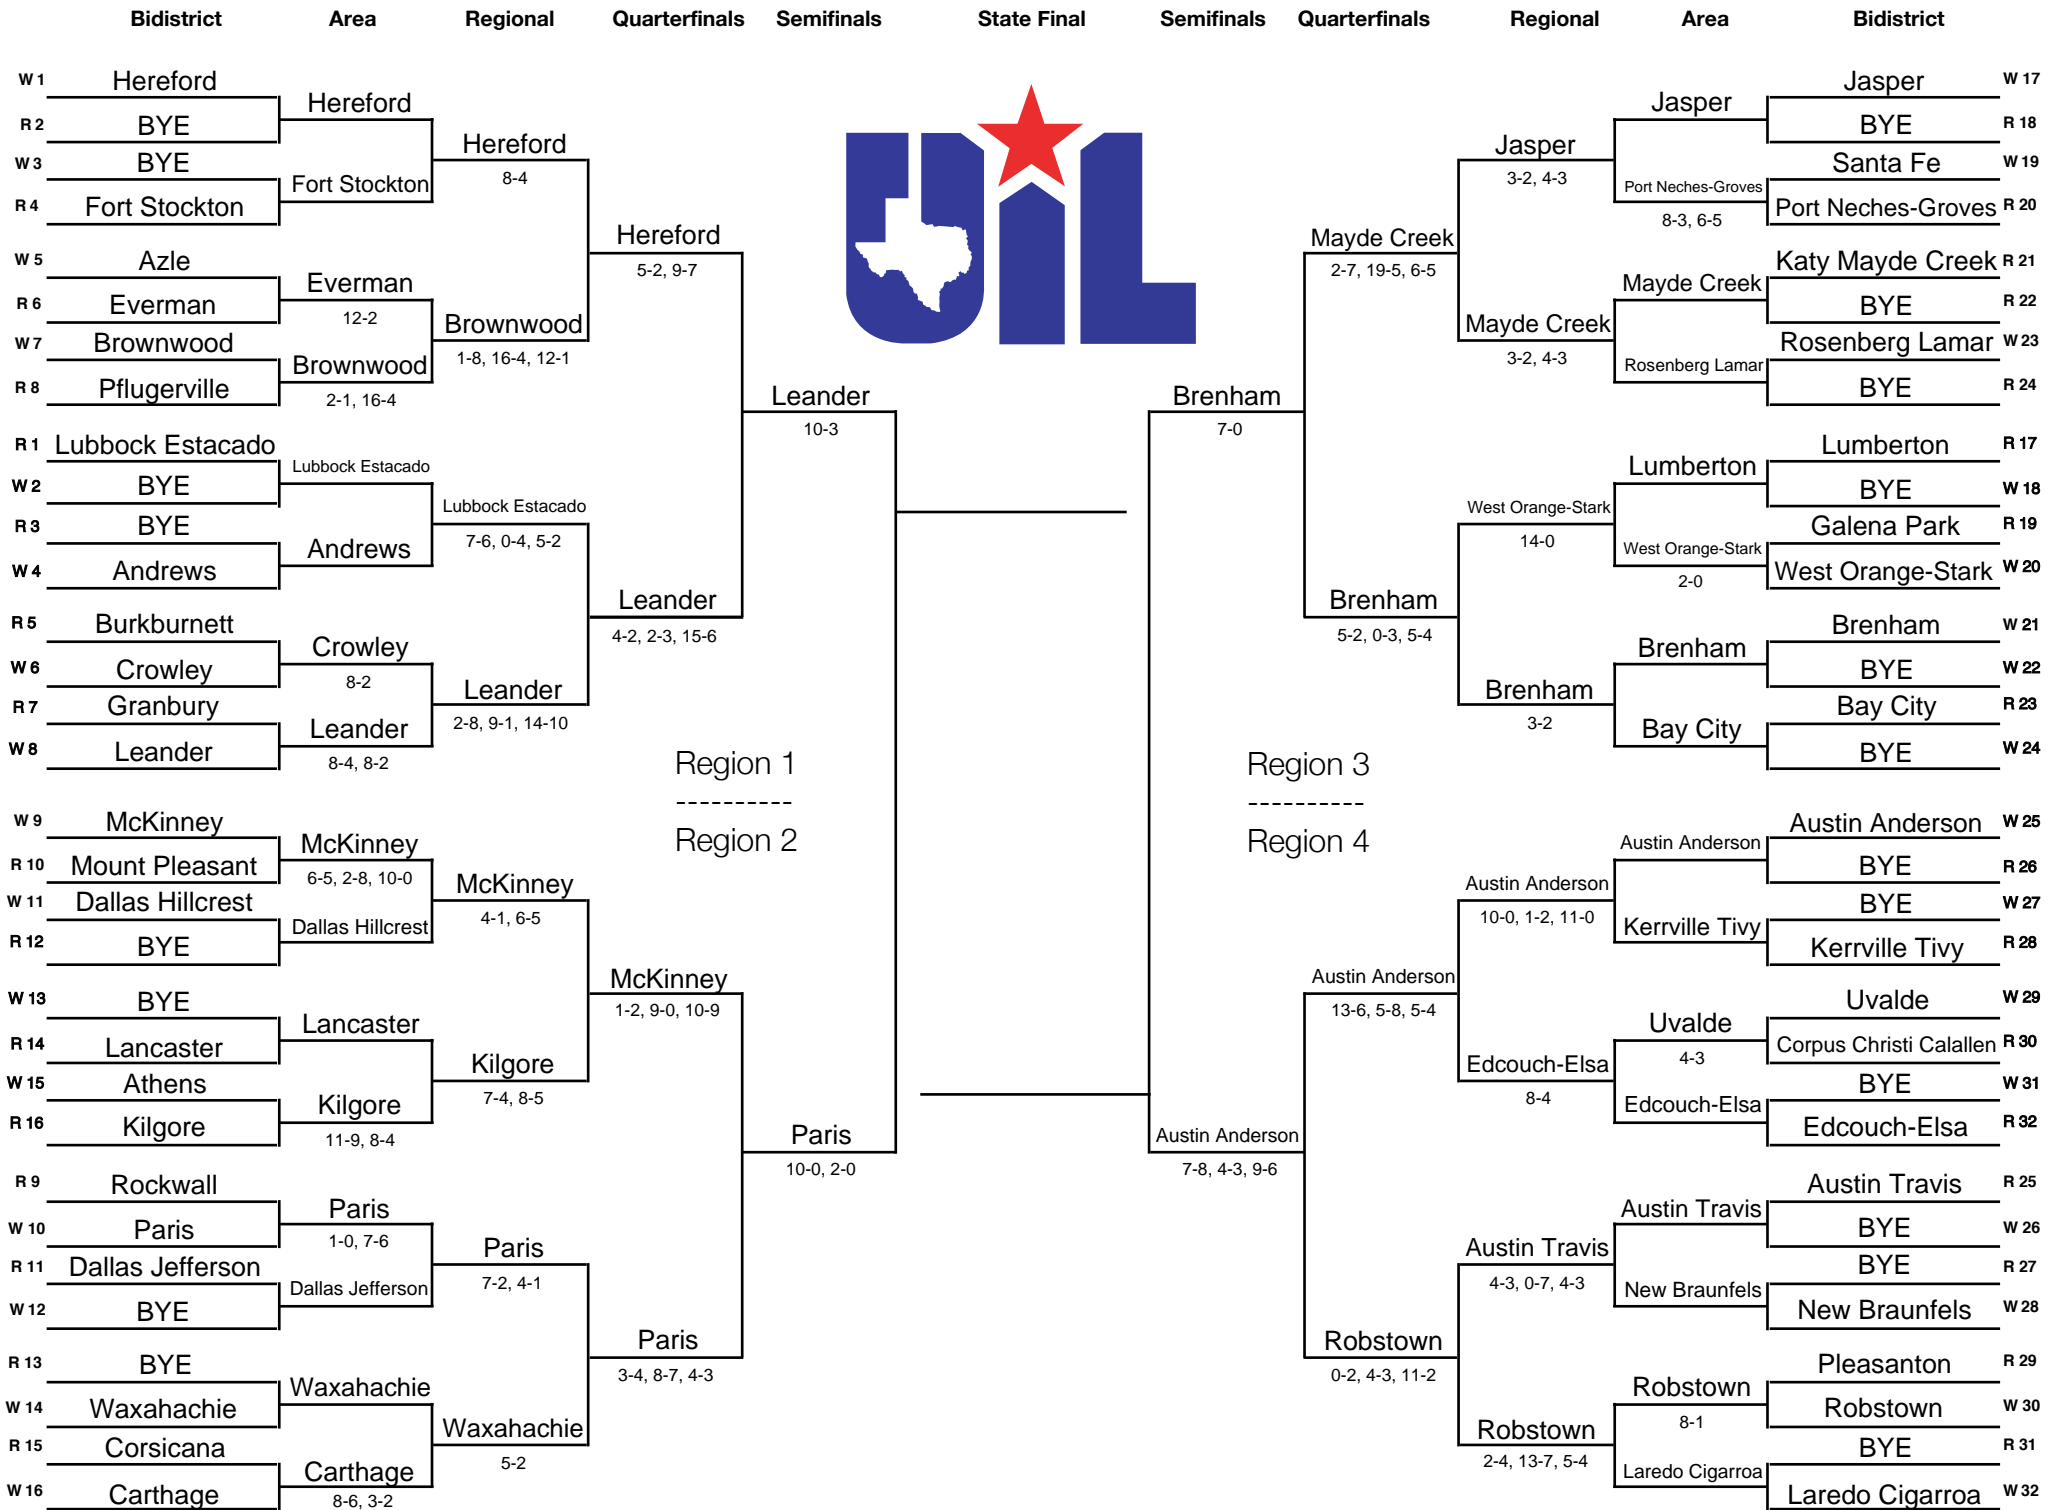 Bidistrict Area Regional Quarterfinals Semifinals State Final Semifinals Quarterfinals Regional Area Bidistrict
W 1 Hereford
R 2 BYE
Hereford
W 3 BYE
R 4 Fort Stockton
Fort Stockton
Hereford
8-4
W 5 Azle
R 6 Everman
Everman
12-2
W 7 Brownwood
R 8 Pflugerville
Brownwood
2-1, 16-4
Brownwood
1-8, 16-4, 12-1
Hereford
5-2, 9-7
R 1 Lubbock Estacado
W 2 BYE
Lubbock Estacado
R 3 BYE
W 4 Andrews
Andrews
Lubbock Estacado
7-6, 0-4, 5-2
R 5 Burkburnett
W 6 Crowley
Crowley
8-2
R 7 Granbury
W 8 Leander
Leander
8-4, 8-2
Leander
2-8, 9-1, 14-10
Leander
4-2, 2-3, 15-6
Leander
10-3
Region 1
----------
Region 2
W 9 McKinney
R 10 Mount Pleasant
McKinney
6-5, 2-8, 10-0
W 11 Dallas Hillcrest
R 12 BYE
Dallas Hillcrest
McKinney
4-1, 6-5
W 13 BYE
R 14 Lancaster
Lancaster
W 15 Athens
R 16 Kilgore
Kilgore
11-9, 8-4
Kilgore
7-4, 8-5
McKinney
1-2, 9-0, 10-9
R 9 Rockwall
W 10 Paris
Paris
1-0, 7-6
R 11 Dallas Jefferson
W 12 BYE
Dallas Jefferson
Paris
7-2, 4-1
R 13 BYE
W 14 Waxahachie
Waxahachie
R 15 Corsicana
W 16 Carthage
Carthage
8-6, 3-2
Waxahachie
5-2
Paris
3-4, 8-7, 4-3
Paris
10-0, 2-0
UIL
Jasper W 17
BYE R 18
Jasper
Santa Fe W 19
Port Neches-Groves R 20
Port Neches-Groves
8-3, 6-5
Jasper
3-2, 4-3
Katy Mayde Creek R 21
BYE R 22
Mayde Creek
Rosenberg Lamar W 23
BYE R 24
Rosenberg Lamar
Mayde Creek
3-2, 4-3
Mayde Creek
2-7, 19-5, 6-5
Lumberton R 17
BYE W 18
Lumberton
Galena Park R 19
West Orange-Stark W 20
West Orange-Stark
2-0
West Orange-Stark
14-0
Brenham W 21
BYE W 22
Brenham
Bay City R 23
BYE W 24
Bay City
Brenham
3-2
Brenham
5-2, 0-3, 5-4
Brenham
7-0
Region 3
----------
Region 4
Austin Anderson W 25
BYE R 26
Austin Anderson
BYE W 27
Kerrville Tivy R 28
Kerrville Tivy
Austin Anderson
10-0, 1-2, 11-0
Uvalde W 29
Corpus Christi Calallen R 30
Uvalde
4-3
BYE W 31
Edcouch-Elsa R 32
Edcouch-Elsa
Edcouch-Elsa
8-4
Austin Anderson
13-6, 5-8, 5-4
Austin Travis R 25
BYE W 26
Austin Travis
BYE R 27
New Braunfels W 28
New Braunfels
Austin Travis
4-3, 0-7, 4-3
Pleasanton R 29
Robstown W 30
Robstown
8-1
BYE R 31
Laredo Cigarroa W 32
Laredo Cigarroa
Robstown
2-4, 13-7, 5-4
Robstown
0-2, 4-3, 11-2
Austin Anderson
7-8, 4-3, 9-6